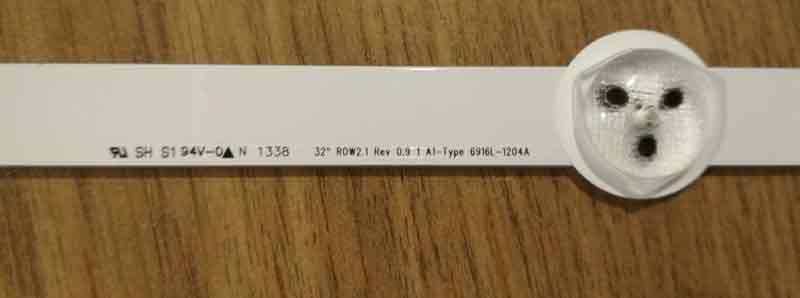 SH S1 94V-0▲ N 1338 32" ROW2.1 Rev 0.9 1 A1-Type 6916L-1204A